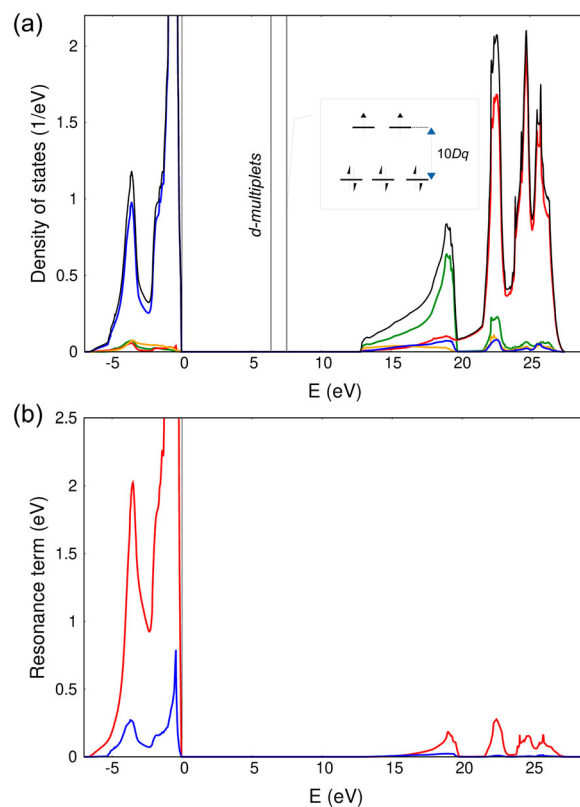 (a)
Density of states (1/eV)
2
1.5
1
0.5
0
d-multiplets
10Dq
-5 0 5 10 15 20 25
E (eV)
(b)
Resonance term (eV)
2.5
2
1.5
1
0.5
0
-5 0 5 10 15 20 25
E (eV)